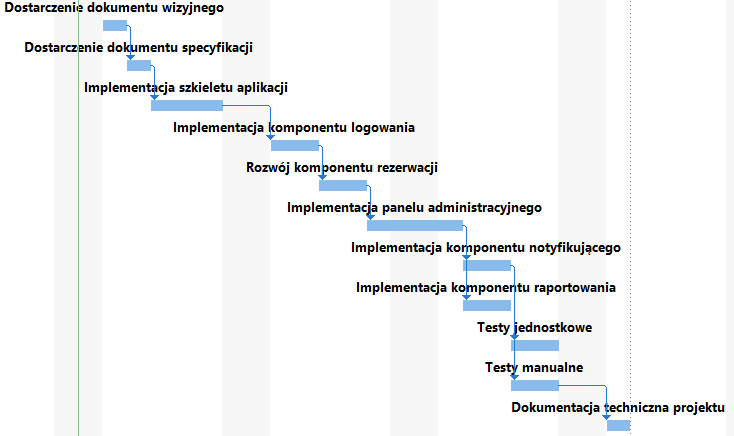 Dostarczenie dokumentu wizyjnego
Dostarczenie dokumentu specyfikacji
Implementacja szkieletu aplikacji
Implementacja komponentu logowania
Rozwój komponentu rezerwacji
Implementacja panelu administracyjnego
Implementacja komponentu notyfikującego
Implementacja komponentu raportowania
Testy jednostkowe
Testy manualne
Dokumentacja techniczna projektu